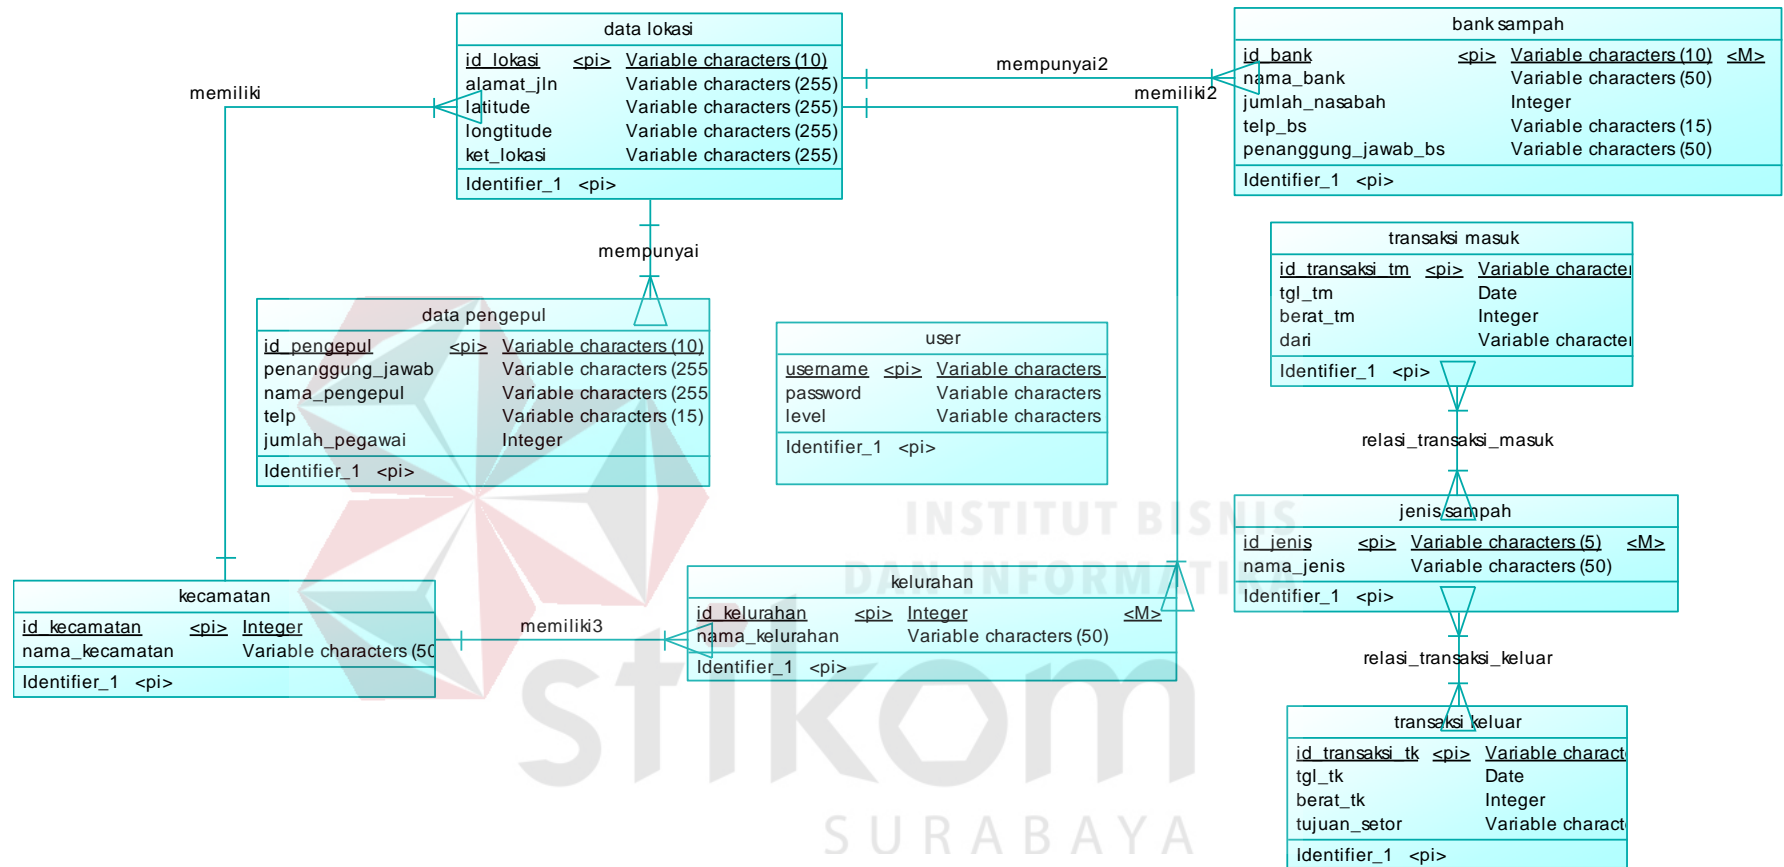 data lokasi
id_lokasi <pi> Variable characters (10)
alamat_jln Variable characters (255)
latitude Variable characters (255)
longtitude Variable characters (255)
ket_lokasi Variable characters (255)
Identifier_1 <pi>
bank sampah
id_bank <pi> Variable characters (10) <M>
nama_bank Variable characters (50)
jumlah_nasabah Integer
telp_bs Variable characters (15)
penanggung_jawab_bs Variable characters (50)
Identifier_1 <pi>
mempunyai2
memiliki2
memiliki
mempunyai
transaksi masuk
id_transaksi_tm <pi> Variable character
tgl_tm Date
berat_tm Integer
dari Variable character
Identifier_1 <pi>
data pengepul
id_pengepul <pi> Variable characters (10)
penanggung_jawab Variable characters (255
nama_pengepul Variable characters (255
telp Variable characters (15)
jumlah_pegawai Integer
Identifier_1 <pi>
user
username <pi> Variable characters
password Variable characters
level Variable characters
Identifier_1 <pi>
relasi_transaksi_masuk
jenis sampah
id_jenis <pi> Variable characters (5) <M>
nama_jenis Variable characters (50)
Identifier_1 <pi>
INSTITUT BISNIS
DAN INFORMATIKA
kecamatan
id_kecamatan <pi> Integer
nama_kecamatan Variable characters (50
Identifier_1 <pi>
memiliki3
kelurahan
id_kelurahan <pi> Integer <M>
nama_kelurahan Variable characters (50)
Identifier_1 <pi>
relasi_transaksi_keluar
stikom
SURABAYA
transaksi keluar
id_transaksi_tk <pi> Variable charact
tgl_tk Date
berat_tk Integer
tujuan_setor Variable charact
Identifier_1 <pi>